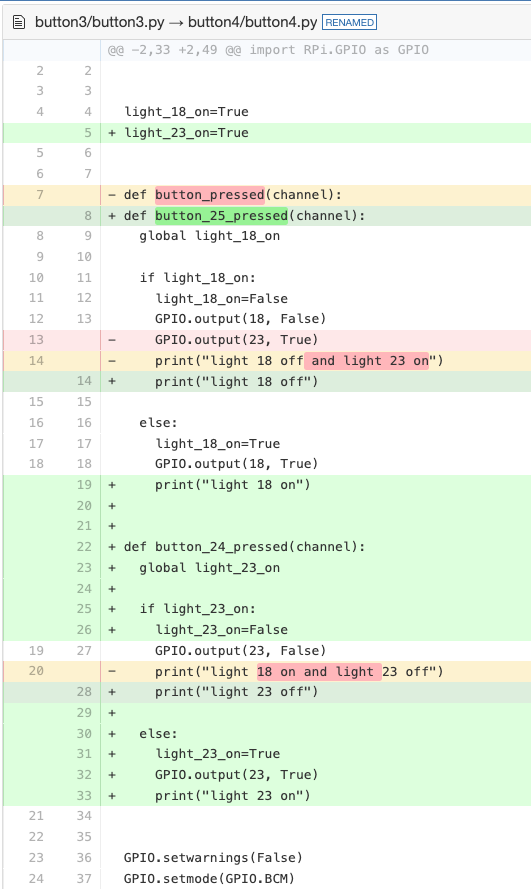 button3/button3.py → button4/button4.py RENAMED
@@ -2,33 +2,49 @@ import RPi.GPIO as GPIO
2 2
3 3
4 4 light_18_on=True
5 + light_23_on=True
5 6
6 7
7 - def button_pressed(channel):
8 + def button_25_pressed(channel):
8 9 global light_18_on
9 10
10 11 if light_18_on:
11 12 light_18_on=False
12 13 GPIO.output(18, False)
13 - GPIO.output(23, True)
14 - print("light 18 off and light 23 on")
14 + print("light 18 off")
15 15
16 16 else:
17 17 light_18_on=True
18 18 GPIO.output(18, True)
19 + print("light 18 on")
20 +
21 +
22 + def button_24_pressed(channel):
23 + global light_23_on
24 +
25 + if light_23_on:
26 + light_23_on=False
19 27 GPIO.output(23, False)
20 - print("light 18 on and light 23 off")
28 + print("light 23 off")
29 +
30 + else:
31 + light_23_on=True
32 + GPIO.output(23, True)
33 + print("light 23 on")
21 34
22 35
23 36 GPIO.setwarnings(False)
24 37 GPIO.setmode(GPIO.BCM)